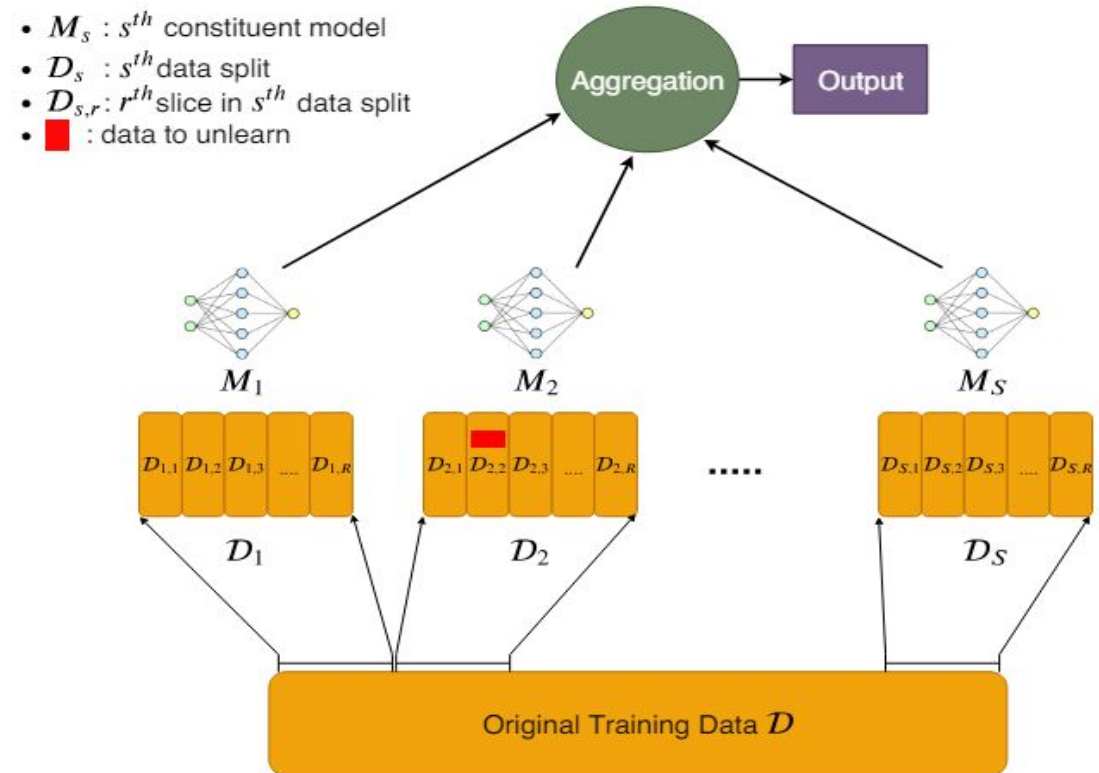 • M_s : s^th constituent model
• D_s : s^th data split
• D_s,r : r^th slice in s^th data split
• : data to unlearn
Aggregation
Output
M_1
M_2
M_S
D_1,1 D_1,2 D_1,3 .... D_1,R
D_2,1 D_2,2 D_2,3 .... D_2,R
.....
D_S,1 D_S,2 D_S,3 .... D_S,R
D_1
D_2
D_S
Original Training Data D